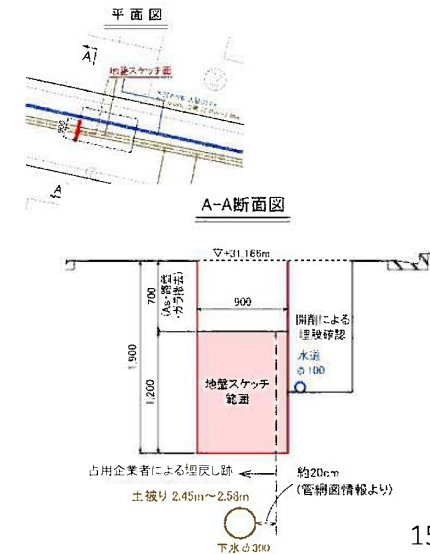 平面図
A
地盤スケッチ面
900
A
A-A断面図
▽+31,166m
700
(As・路盤
・ガラ撤去)
900
開削による
埋設確認
水道
φ100
1,900
1,200
地盤スケッチ
範囲
占用企業者による埋戻し跡
約20cm
(管網図情報より)
土被り 2.45m～2.58m
下水φ300
15